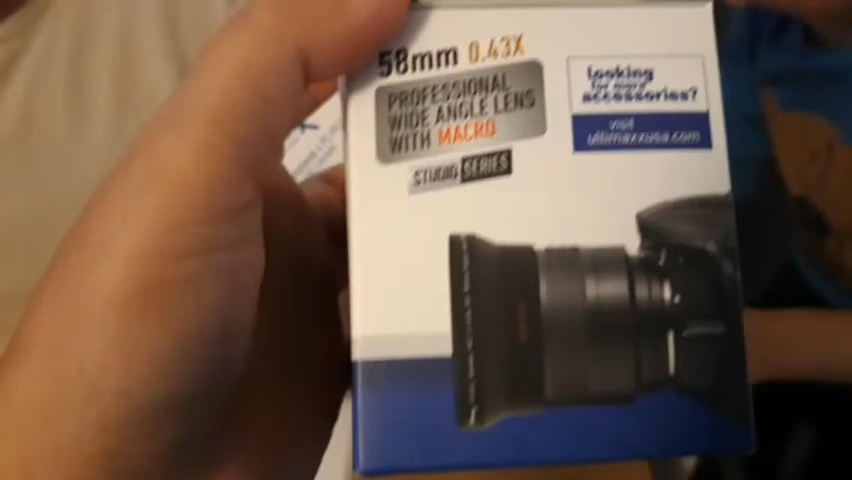 58mm 0.43X
PROFESSIONAL
WIDE ANGLE LENS
WITH MACRO
STUDIO SERIES
looking
for more
accessories?
visit
ultimaxxusa.com